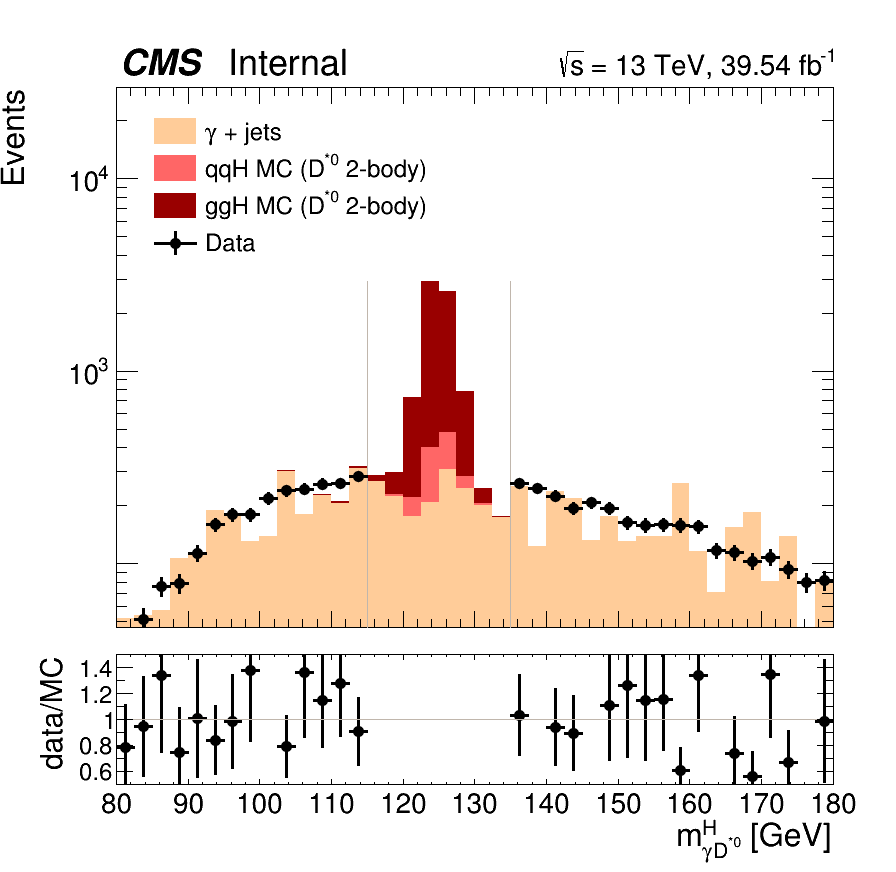 CMS Internal √s = 13 TeV, 39.54 fb⁻¹
Events
γ + jets
qqH MC (D*⁰ 2-body)
ggH MC (D*⁰ 2-body)
Data
10⁴
10³
data/MC
1.4
1.2
1
0.8
0.6
80 90 100 110 120 130 140 150 160 170 180
m^H_γD*⁰ [GeV]